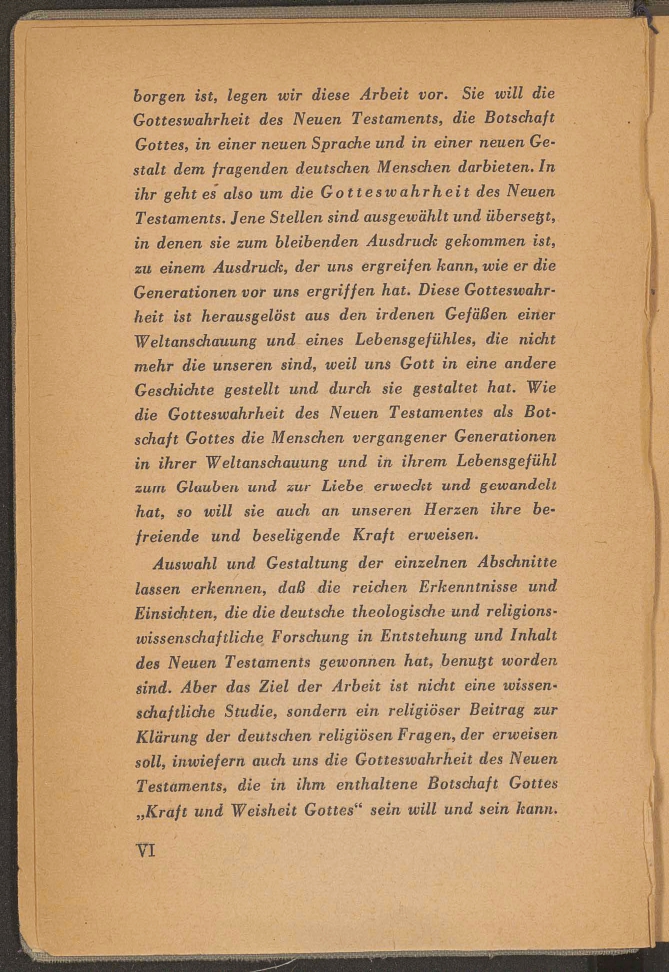 borgen ist, legen wir diese Arbeit vor. Sie will die
Gotteswahrheit des Neuen Testaments, die Botschaft
Gottes, in einer neuen Sprache und in einer neuen Ge-
stalt dem fragenden deutschen Menschen darbieten. In
ihr geht es also um die Gotteswahrheit des Neuen
Testaments. Jene Stellen sind ausgewählt und übersetzt,
in denen sie zum bleibenden Ausdruck gekommen ist,
zu einem Ausdruck, der uns ergreifen kann, wie er die
Generationen vor uns ergriffen hat. Diese Gotteswahr-
heit ist herausgelöst aus den irdenen Gefäßen einer
Weltanschauung und eines Lebensgefühles, die nicht
mehr die unseren sind, weil uns Gott in eine andere
Geschichte gestellt und durch sie gestaltet hat. Wie
die Gotteswahrheit des Neuen Testamentes als Bot-
schaft Gottes die Menschen vergangener Generationen
in ihrer Weltanschauung und in ihrem Lebensgefühl
zum Glauben und zur Liebe erweckt und gewandelt
hat, so will sie auch an unseren Herzen ihre be-
freiende und beseligende Kraft erweisen.
Auswahl und Gestaltung der einzelnen Abschnitte
lassen erkennen, daß die reichen Erkenntnisse und
Einsichten, die die deutsche theologische und religions-
wissenschaftliche Forschung in Entstehung und Inhalt
des Neuen Testaments gewonnen hat, benutzt worden
sind. Aber das Ziel der Arbeit ist nicht eine wissen-
schaftliche Studie, sondern ein religiöser Beitrag zur
Klärung der deutschen religiösen Fragen, der erweisen
soll, inwiefern auch uns die Gotteswahrheit des Neuen
Testaments, die in ihm enthaltene Botschaft Gottes
„Kraft und Weisheit Gottes“ sein will und sein kann.
VI